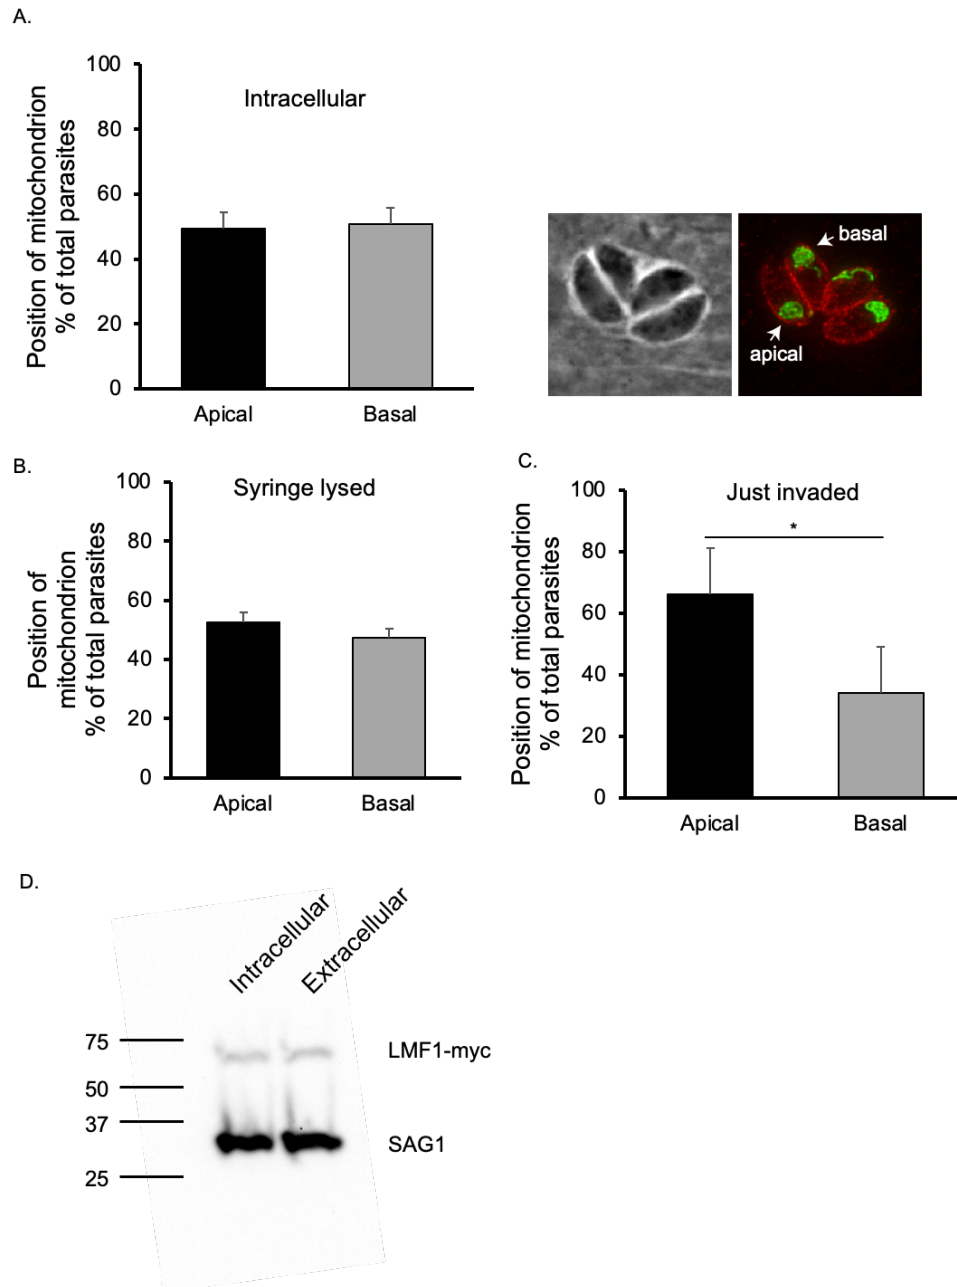 A.
Position of mitochondrion
% of total parasites
100
80
60
40
20
0
Intracellular
Apical
Basal
basal
apical
B.
Position of
mitochondrion
% of total parasites
100
80
60
40
20
0
Syringe lysed
Apical
Basal
C.
Position of mitochondrion
% of total parasites
100
80
60
40
20
0
Just invaded
*
Apical
Basal
D.
Intracellular
Extracellular
75
50
37
25
LMF1-myc
SAG1